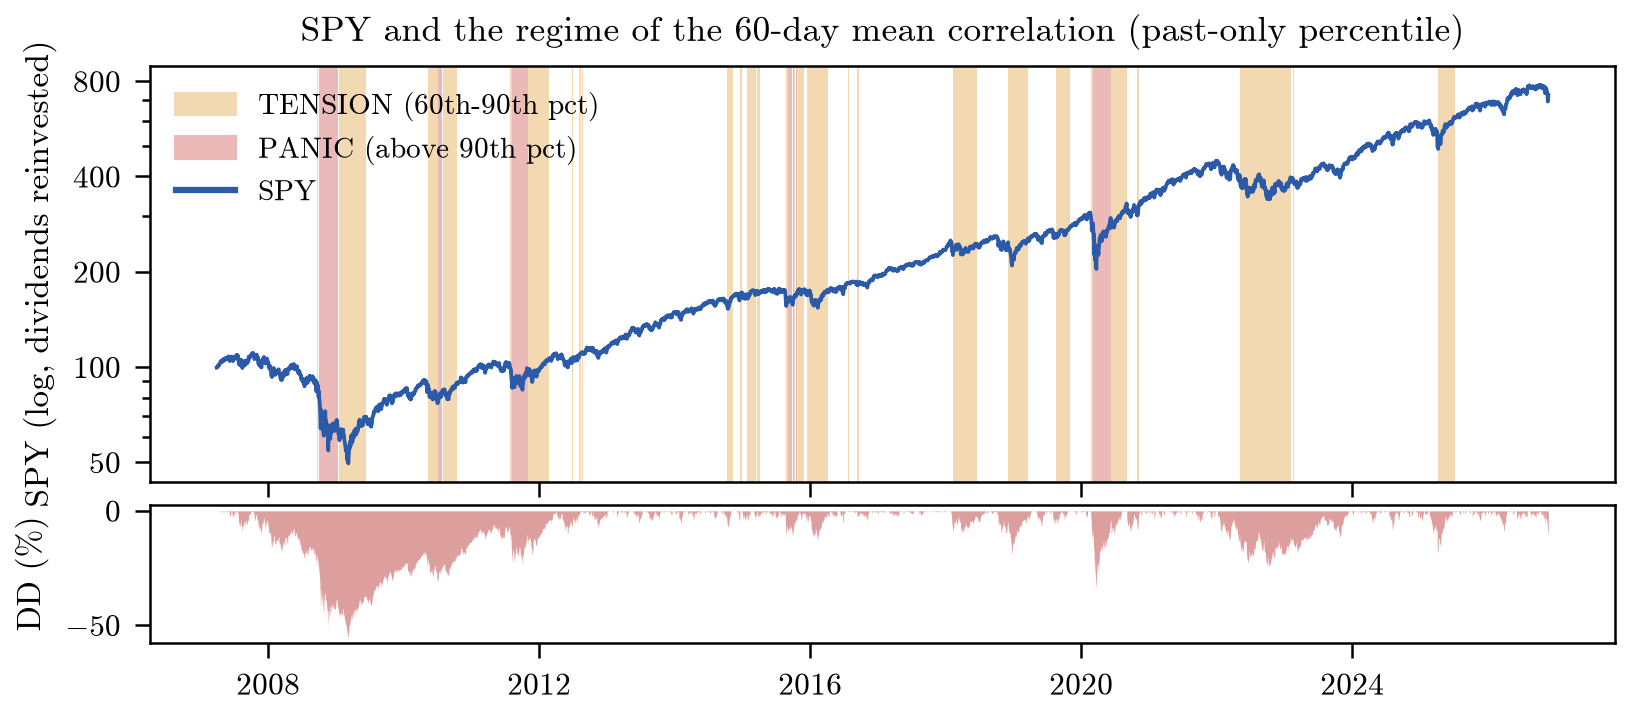 SPY and the regime of the 60-day mean correlation (past-only percentile)
SPY (log, dividends reinvested)
800
400
200
100
50
TENSION (60th-90th pct)
PANIC (above 90th pct)
SPY
DD (%)
0
−50
2008
2012
2016
2020
2024